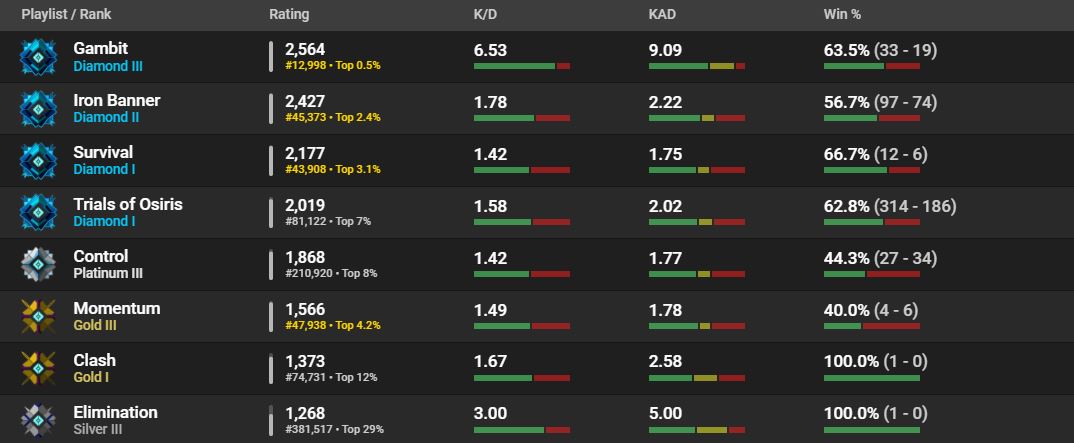 Playlist / Rank Rating K/D KAD Win %
Gambit 2,564 6.53 9.09 63.5% (33 - 19)
Diamond III #12,998 • Top 0.5%
Iron Banner 2,427 1.78 2.22 56.7% (97 - 74)
Diamond II #45,373 • Top 2.4%
Survival 2,177 1.42 1.75 66.7% (12 - 6)
Diamond I #43,908 • Top 3.1%
Trials of Osiris 2,019 1.58 2.02 62.8% (314 - 186)
Diamond I #81,122 • Top 7%
Control 1,868 1.42 1.77 44.3% (27 - 34)
Platinum III #210,920 • Top 8%
Momentum 1,566 1.49 1.78 40.0% (4 - 6)
Gold III #47,938 • Top 4.2%
Clash 1,373 1.67 2.58 100.0% (1 - 0)
Gold I #74,731 • Top 12%
Elimination 1,268 3.00 5.00 100.0% (1 - 0)
Silver III #381,517 • Top 29%